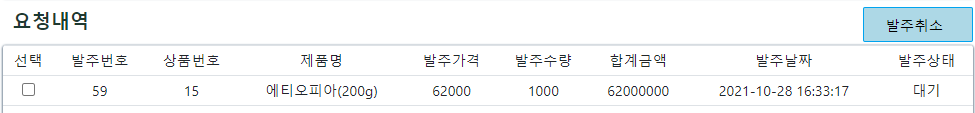 요청내역
발주취소
선택 발주번호 상품번호 제품명 발주가격 발주수량 합계금액 발주날짜 발주상태
59 15 에티오피아(200g) 62000 1000 62000000 2021-10-28 16:33:17 대기